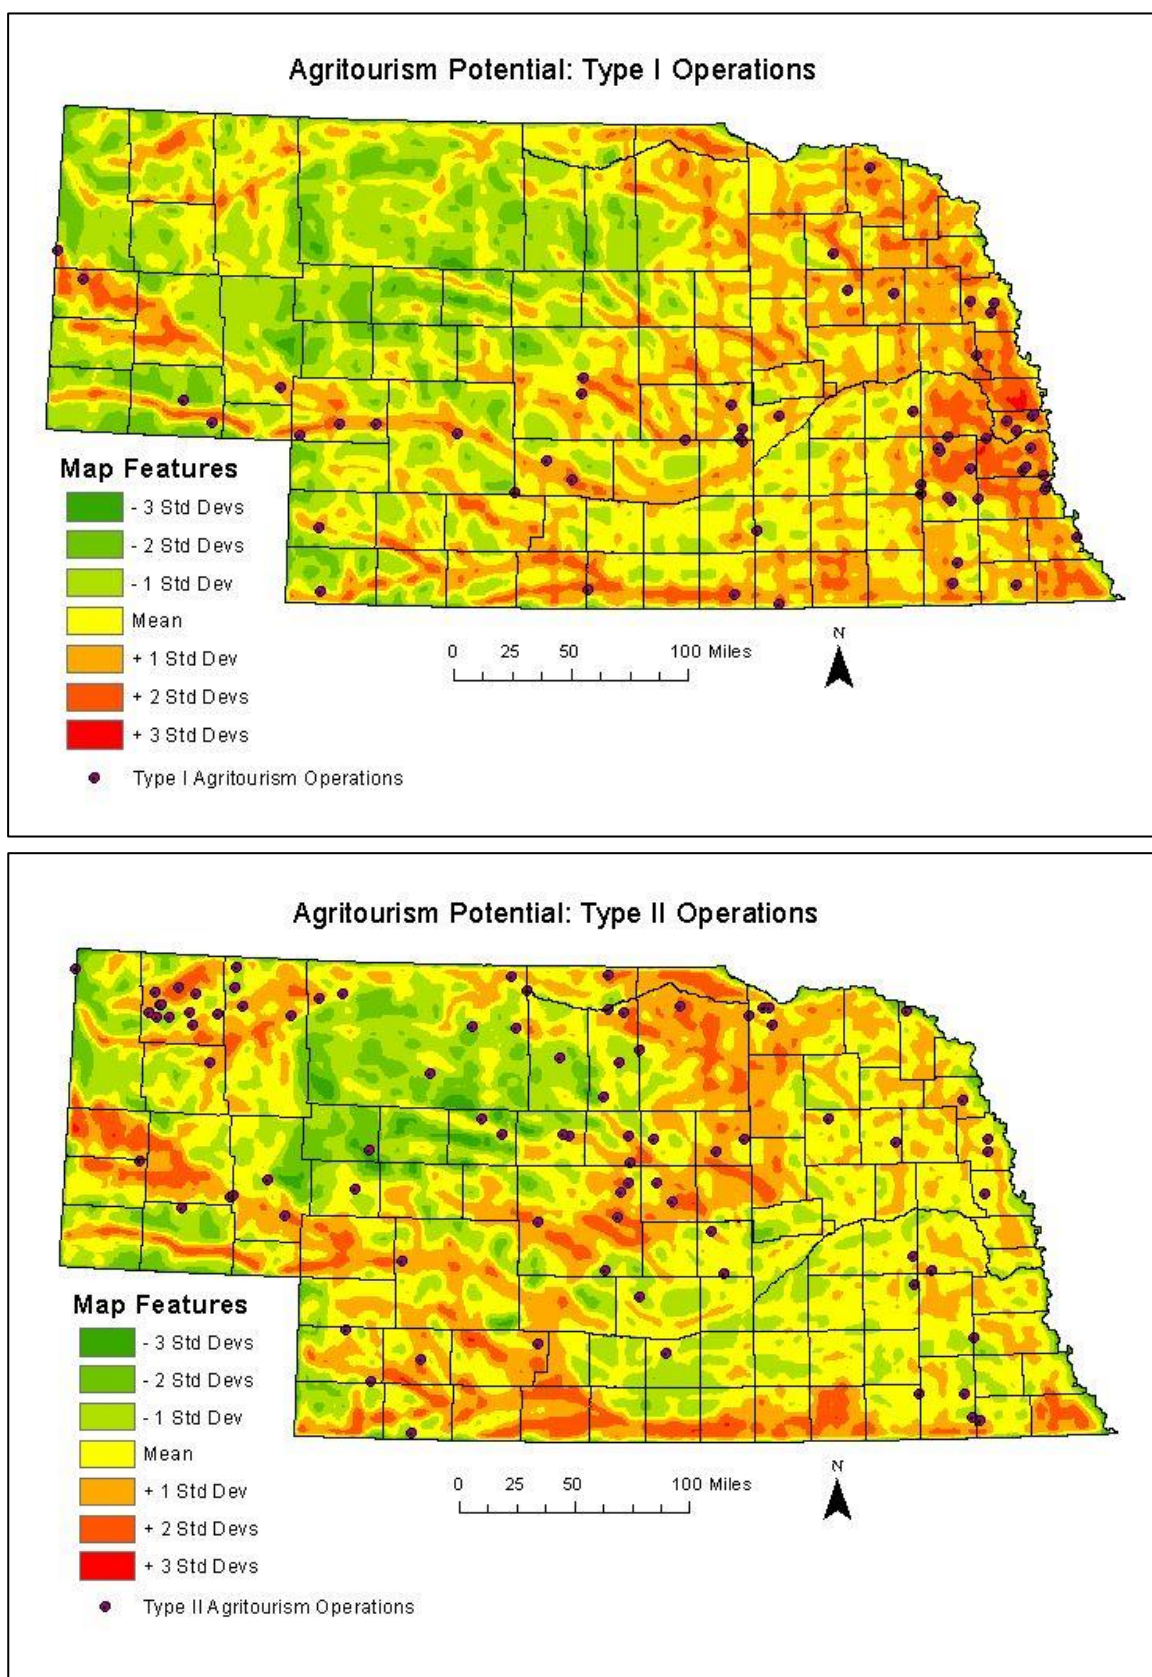 Agritourism Potential: Type I Operations
Map Features
- 3 Std Devs
- 2 Std Devs
- 1 Std Dev
Mean
+ 1 Std Dev
+ 2 Std Devs
+ 3 Std Devs
Type I Agritourism Operations
0 25 50 100 Miles
N
Agritourism Potential: Type II Operations
Map Features
- 3 Std Devs
- 2 Std Devs
- 1 Std Dev
Mean
+ 1 Std Dev
+ 2 Std Devs
+ 3 Std Devs
Type II Agritourism Operations
0 25 50 100 Miles
N